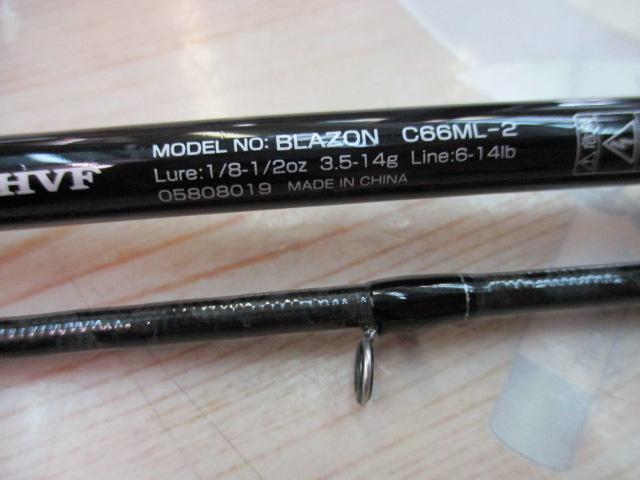 HVF
MODEL NO: BLAZON C66ML-2
Lure:1/8-1/2oz 3.5-14g Line:6-14lb
05808019 MADE IN CHINA